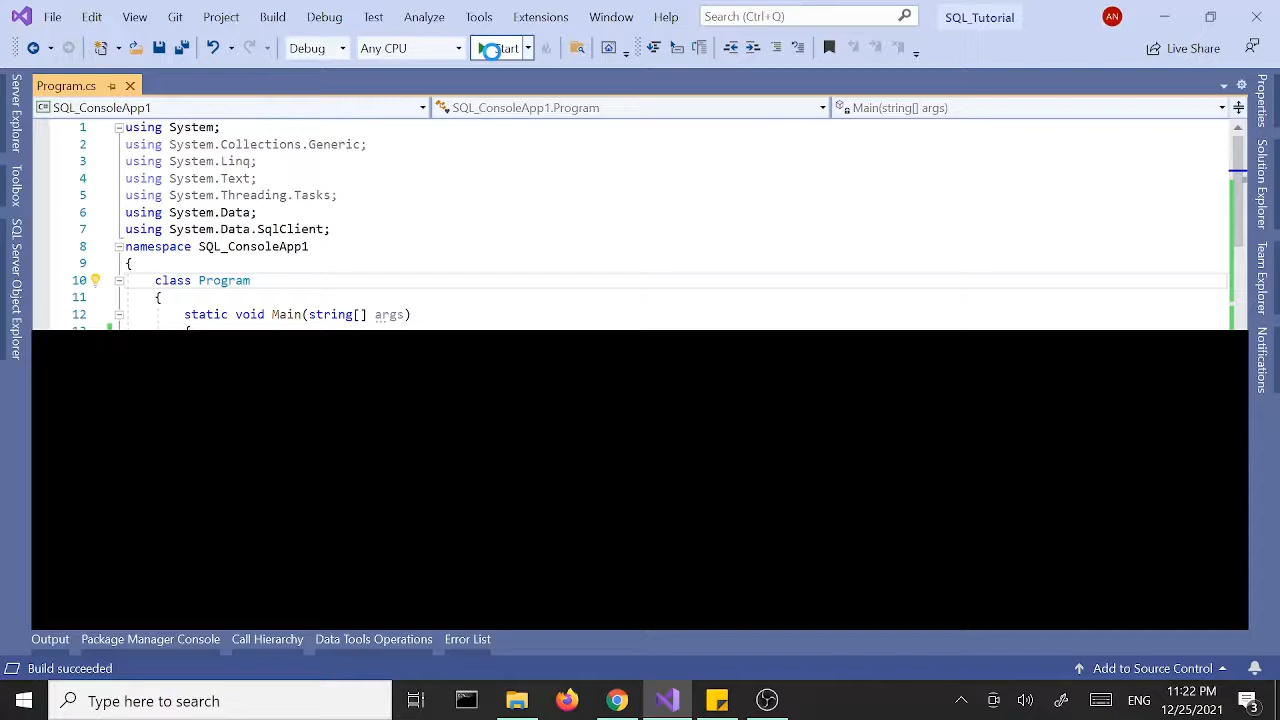 File Edit View Git Project Build Debug Test Analyze Tools Extensions Window Help Search (Ctrl+Q) SQL_Tutorial AN
Debug Any CPU Start Live Share
Program.cs
C# SQL_ConsoleApp1 SQL_ConsoleApp1.Program Main(string[] args)
1 using System;
2 using System.Collections.Generic;
3 using System.Linq;
4 using System.Text;
5 using System.Threading.Tasks;
6 using System.Data;
7 using System.Data.SqlClient;
8 namespace SQL_ConsoleApp1
9 {
10 class Program
11 {
12 static void Main(string[] args)
Server Explorer
Toolbox
SQL Server Object Explorer
Properties
Solution Explorer
Team Explorer
Notifications
Output Package Manager Console Call Hierarchy Data Tools Operations Error List
Build succeeded Add to Source Control
Type here to search ENG 1:22 PM
12/25/2021 3